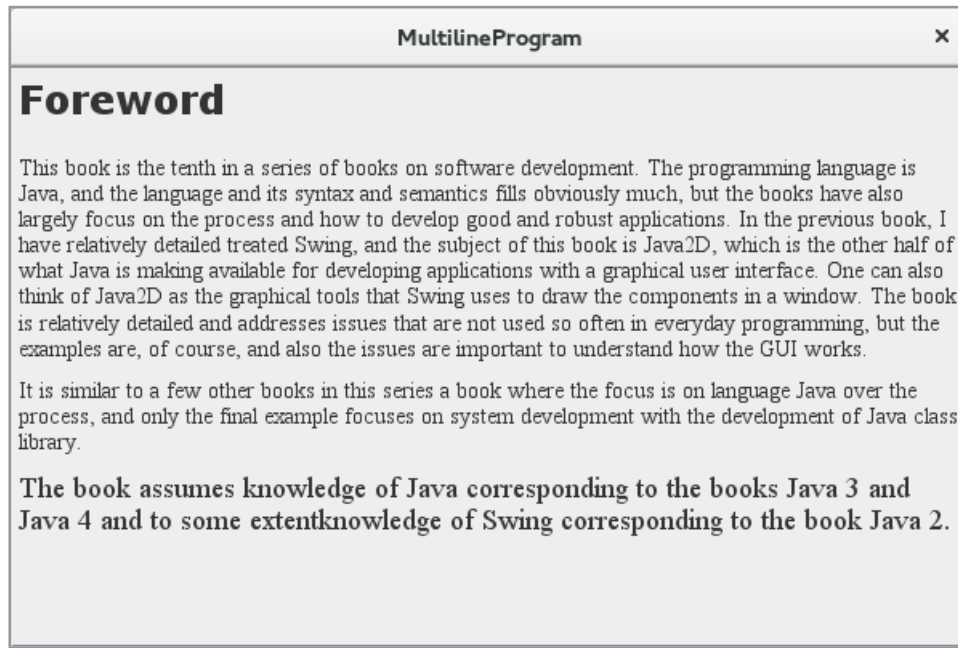 MultilineProgram
Foreword
This book is the tenth in a series of books on software development. The programming language is
Java, and the language and its syntax and semantics fills obviously much, but the books have also
largely focus on the process and how to develop good and robust applications. In the previous book, I
have relatively detailed treated Swing, and the subject of this book is Java2D, which is the other half of
what Java is making available for developing applications with a graphical user interface. One can also
think of Java2D as the graphical tools that Swing uses to draw the components in a window. The book
is relatively detailed and addresses issues that are not used so often in everyday programming, but the
examples are, of course, and also the issues are important to understand how the GUI works.
It is similar to a few other books in this series a book where the focus is on language Java over the
process, and only the final example focuses on system development with the development of Java class
library.
The book assumes knowledge of Java corresponding to the books Java 3 and
Java 4 and to some extentknowledge of Swing corresponding to the book Java 2.